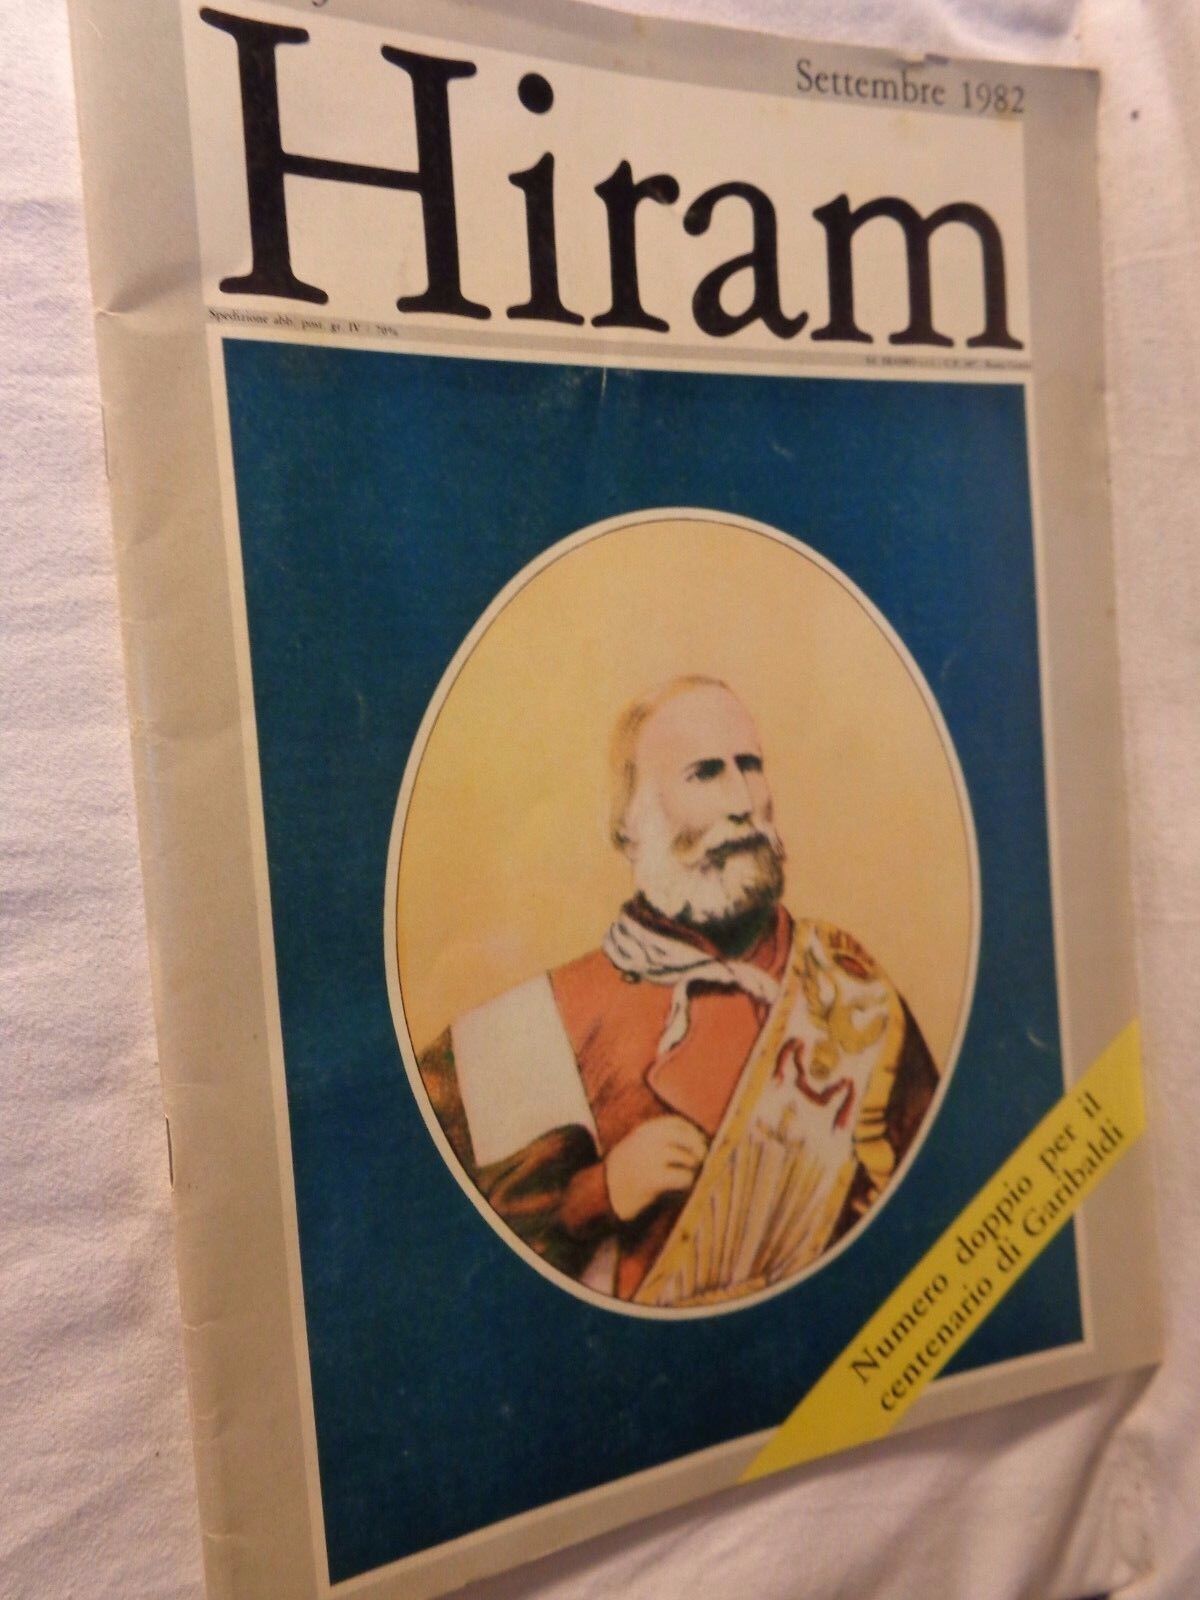 Settembre 1982
Hiram
Spedizione abb. post. gr. IV / 70%
Numero doppio per il
centenario di Garibaldi